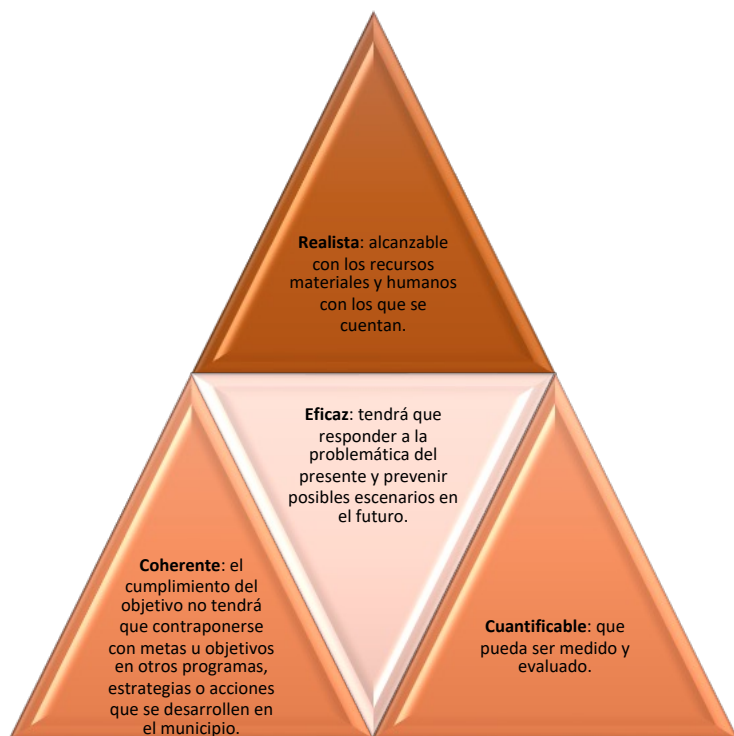 Realista: alcanzable
con los recursos
materiales y humanos
con los que se
cuentan.
Eficaz: tendrá que
responder a la
problemática del
presente y prevenir
posibles escenarios en
el futuro.
Coherente: el
cumplimiento del
objetivo no tendrá
que contraponerse
con metas u objetivos
en otros programas,
estrategias o acciones
que se desarrollen en
el municipio.
Cuantificable: que
pueda ser medido y
evaluado.